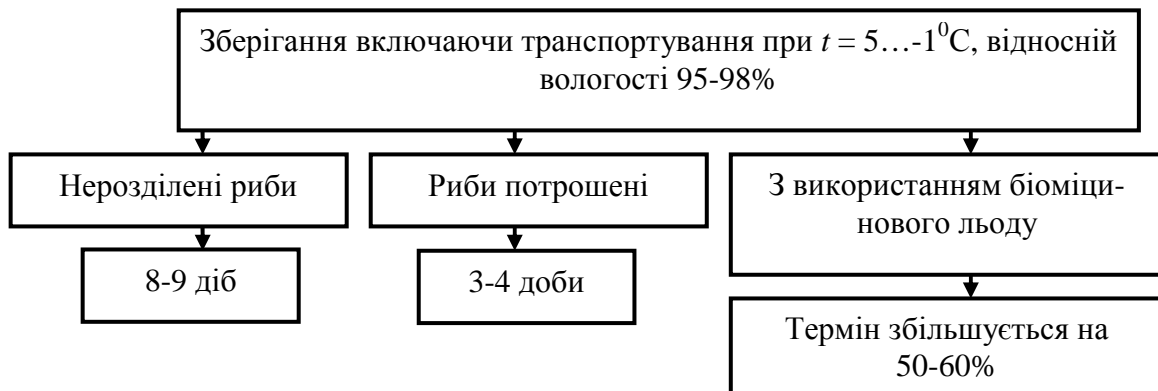 Зберігання включаючи транспортування при t = 5…-1⁰С, відносній
вологості 95-98%
Нерозділені риби
Риби потрошені
З використанням біоміци-
нового льоду
8-9 діб
3-4 доби
Термін збільшується на
50-60%